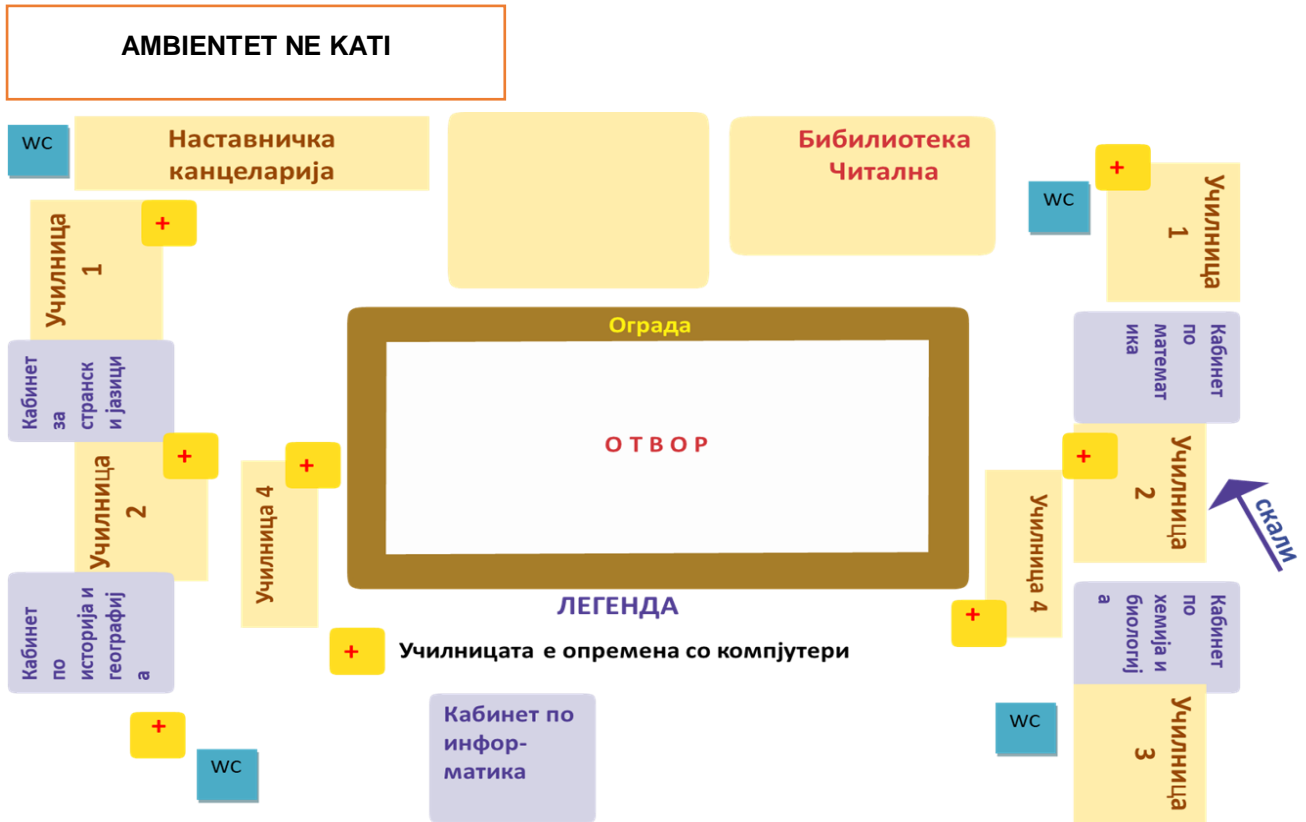 AMBIENTET NE KATI
WC
Наставничка
канцеларија
Бибилиотека
Читална
+
WC
Училница
1
+
Училница
1
Ограда
Кабинет
за
странск
и јазици
Кабинет
по
математ
ика
+
Училница
2
+
Училница 4
О Т В О Р
+
Училница
2
Училница 4
скали
Кабинет
по
историја и
географиј
а
Кабинет
по
хемија и
биологиј
а
+
ЛЕГЕНДА
+
Училницата е опремена со компјутери
Кабинет по
инфор-
матика
+
WC
WC
Училница
3